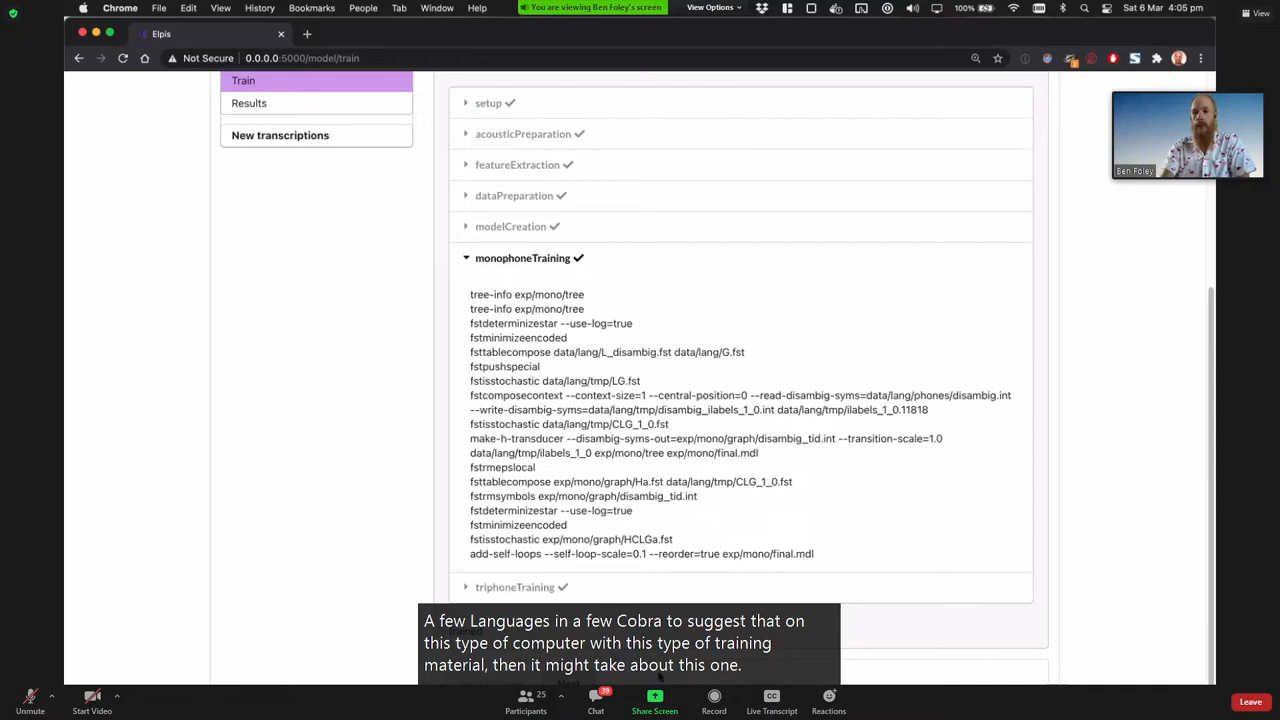 Chrome File Edit View History Bookmarks People Tab Window Help
You are viewing Ben Foley's screen
View Options
100%
Sat 6 Mar 4:05 pm
View
Elpis
Not Secure 0.0.0.0:5000/model/train
Train
Results
New transcriptions
setup
acousticPreparation
featureExtraction
dataPreparation
modelCreation
monophoneTraining
tree-info exp/mono/tree
tree-info exp/mono/tree
fstdeterminizestar --use-log=true
fstminimizeencoded
fsttablecompose data/lang/L_disambig.fst data/lang/G.fst
fstpushspecial
fstisstochastic data/lang/tmp/LG.fst
fstcomposecontext --context-size=1 --central-position=0 --read-disambig-syms=data/lang/phones/disambig.int
--write-disambig-syms=data/lang/tmp/disambig_ilabels_1_0.int data/lang/tmp/ilabels_1_0.11818
fstisstochastic data/lang/tmp/CLG_1_0.fst
make-h-transducer --disambig-syms-out=exp/mono/graph/disambig_tid.int --transition-scale=1.0
data/lang/tmp/ilabels_1_0 exp/mono/tree exp/mono/final.mdl
fstrmepslocal
fsttablecompose exp/mono/graph/Ha.fst data/lang/tmp/CLG_1_0.fst
fstrmsymbols exp/mono/graph/disambig_tid.int
fstdeterminizestar --use-log=true
fstminimizeencoded
fstisstochastic exp/mono/graph/HCLGa.fst
add-self-loops --self-loop-scale=0.1 --reorder=true exp/mono/final.mdl
triphoneTraining
Ben Foley
A few Languages in a few Cobra to suggest that on
this type of computer with this type of training
material, then it might take about this one.
Unmute
Start Video
25
Participants
39
Chat
Share Screen
Record
CC
Live Transcript
Reactions
Leave